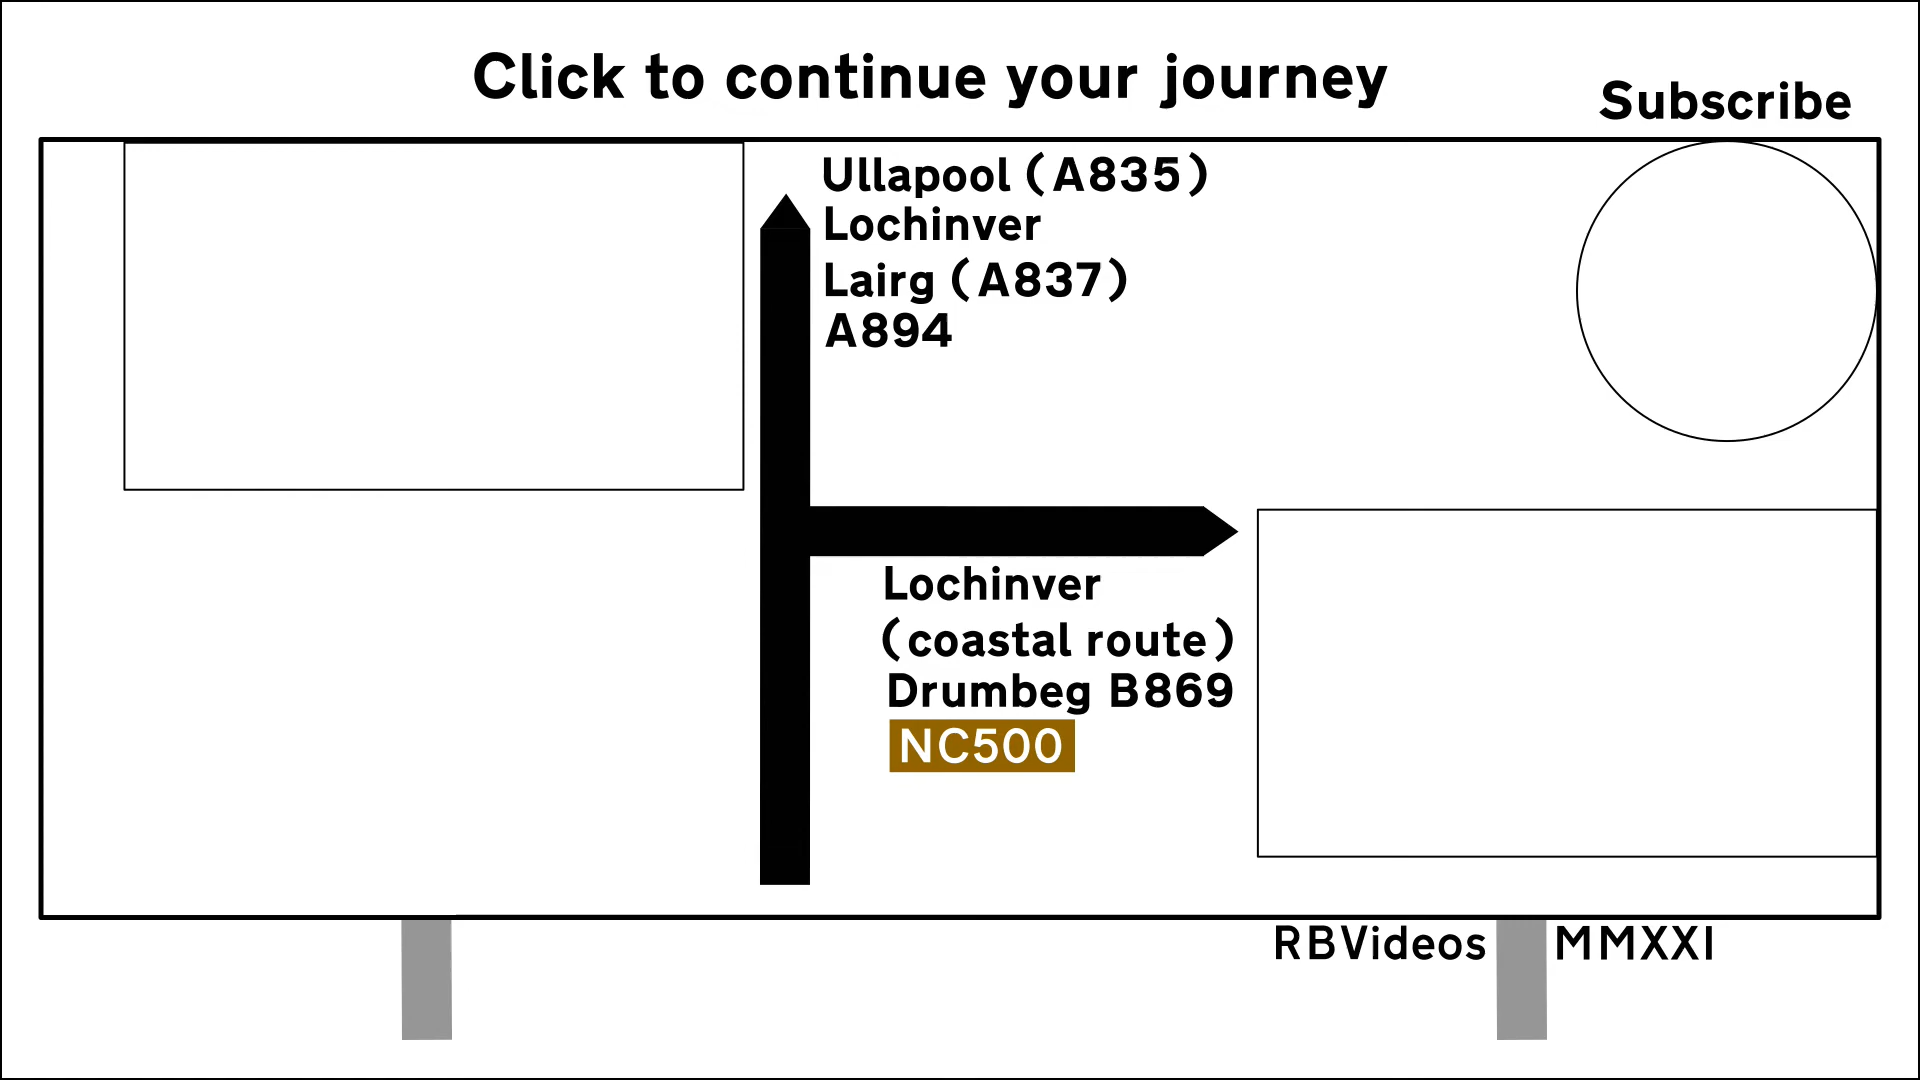 Click to continue your journey
Subscribe
Ullapool (A835)
Lochinver
Lairg (A837)
A894
Lochinver
(coastal route)
Drumbeg B869
NC500
RBVideos MMXXI